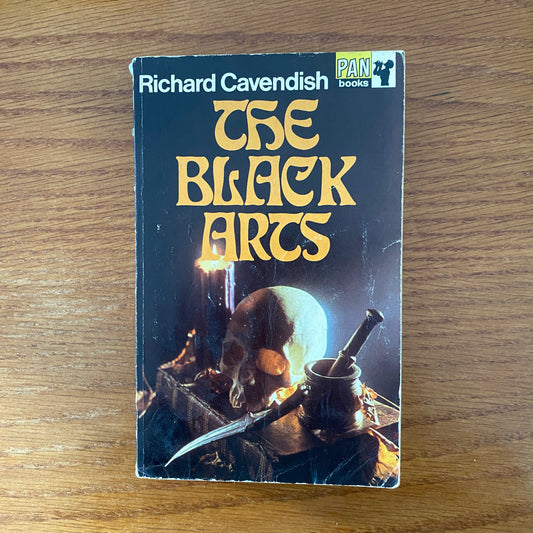 Richard Cavendish
PAN
books
THE
BLACK
ARTS